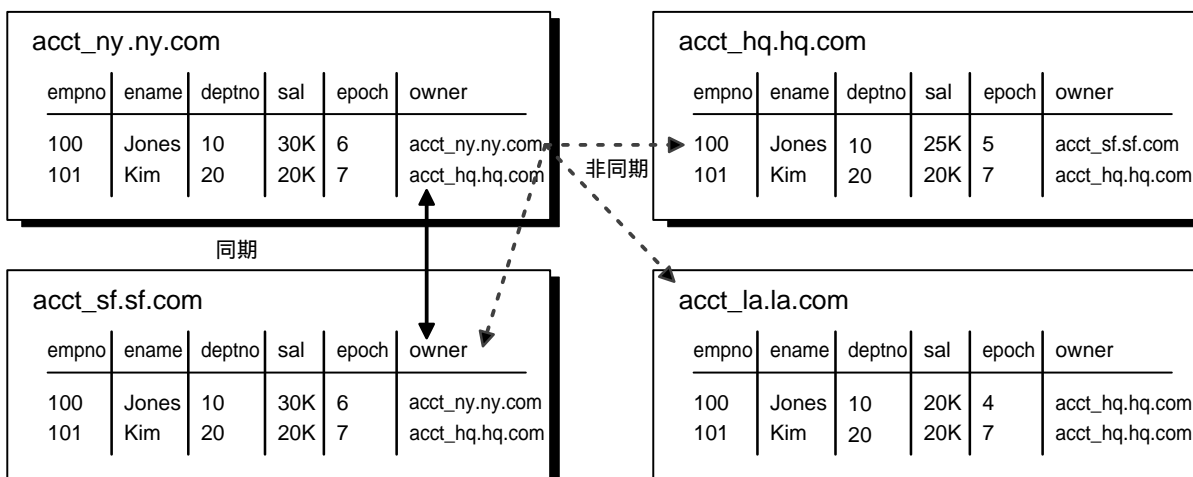 acct_ny.ny.com
empno ename deptno sal epoch owner
100 Jones 10 30K 6 acct_ny.ny.com
101 Kim 20 20K 7 acct_hq.hq.com
acct_hq.hq.com
empno ename deptno sal epoch owner
100 Jones 10 25K 5 acct_sf.sf.com
101 Kim 20 20K 7 acct_hq.hq.com
非同期
同期
acct_sf.sf.com
empno ename deptno sal epoch owner
100 Jones 10 30K 6 acct_ny.ny.com
101 Kim 20 20K 7 acct_hq.hq.com
acct_la.la.com
empno ename deptno sal epoch owner
100 Jones 10 20K 4 acct_hq.hq.com
101 Kim 20 20K 7 acct_hq.hq.com